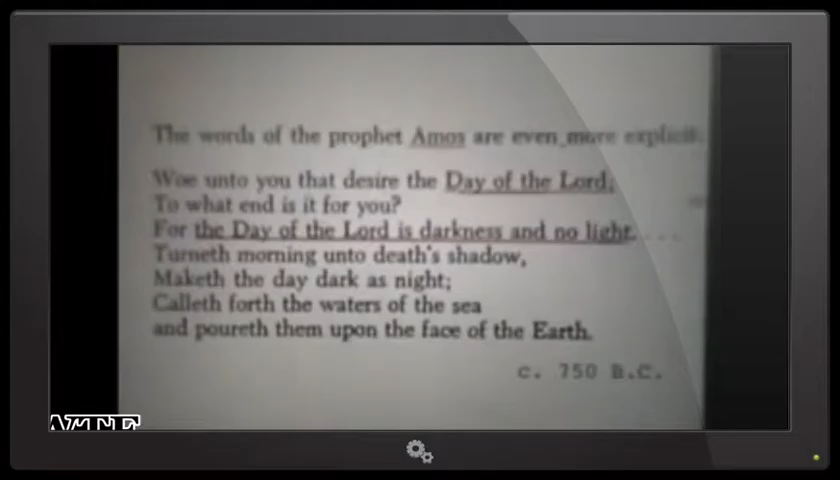 The words of the prophet Amos are even more explicit.
Woe unto you that desire the Day of the Lord;
To what end is it for you?
For the Day of the Lord is darkness and no light. . . .
Turneth morning unto death's shadow,
Maketh the day dark as night;
Calleth forth the waters of the sea
and poureth them upon the face of the Earth.
c. 750 B.C.